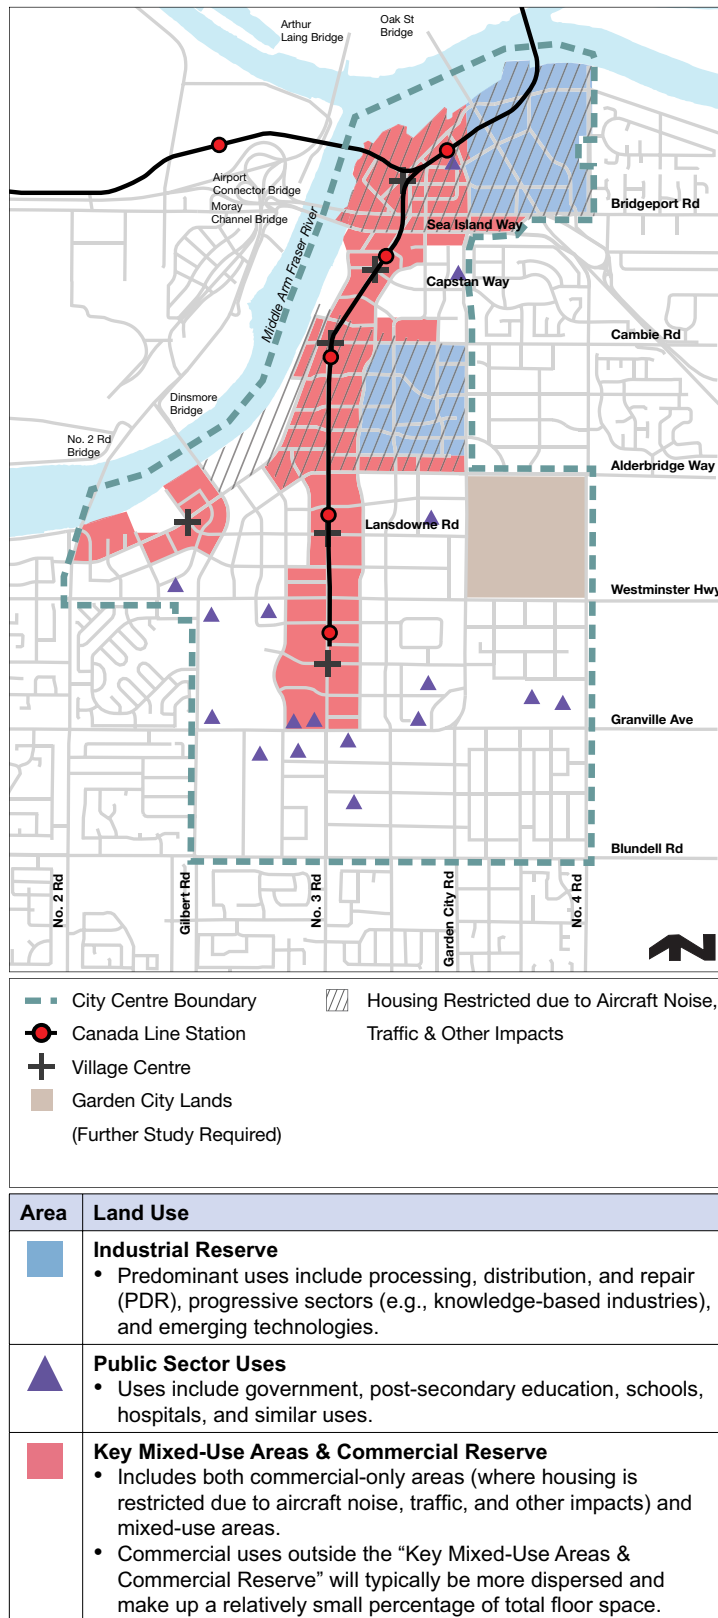 Arthur
Laing Bridge
Oak St
Bridge
Airport
Connector Bridge
Moray
Channel Bridge
Bridgeport Rd
Sea Island Way
Middle Arm Fraser River
Capstan Way
Cambie Rd
Dinsmore
Bridge
No. 2 Rd
Bridge
Alderbridge Way
Lansdowne Rd
Westminster Hwy
Granville Ave
Blundell Rd
No. 2 Rd
Gilbert Rd
No. 3 Rd
Garden City Rd
No. 4 Rd
N
City Centre Boundary
Canada Line Station
Village Centre
Garden City Lands
(Further Study Required)
Housing Restricted due to Aircraft Noise,
Traffic & Other Impacts
Area Land Use
Industrial Reserve
• Predominant uses include processing, distribution, and repair
(PDR), progressive sectors (e.g., knowledge-based industries),
and emerging technologies.
Public Sector Uses
• Uses include government, post-secondary education, schools,
hospitals, and similar uses.
Key Mixed-Use Areas & Commercial Reserve
• Includes both commercial-only areas (where housing is
restricted due to aircraft noise, traffic, and other impacts) and
mixed-use areas.
• Commercial uses outside the “Key Mixed-Use Areas &
Commercial Reserve” will typically be more dispersed and
make up a relatively small percentage of total floor space.